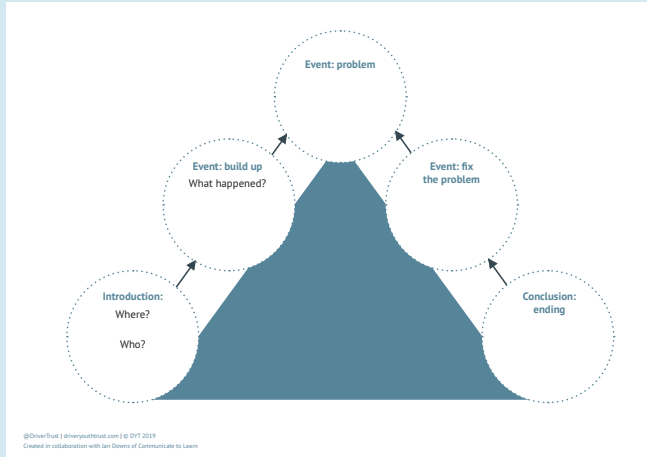 Event: problem
Event: build up
What happened?
Event: fix
the problem
Introduction:
Where?
Who?
Conclusion:
ending
@DriverTrust | driveryouthtrust.com | © DYT 2019
Created in collaboration with Jan Downs of Communicate to Learn